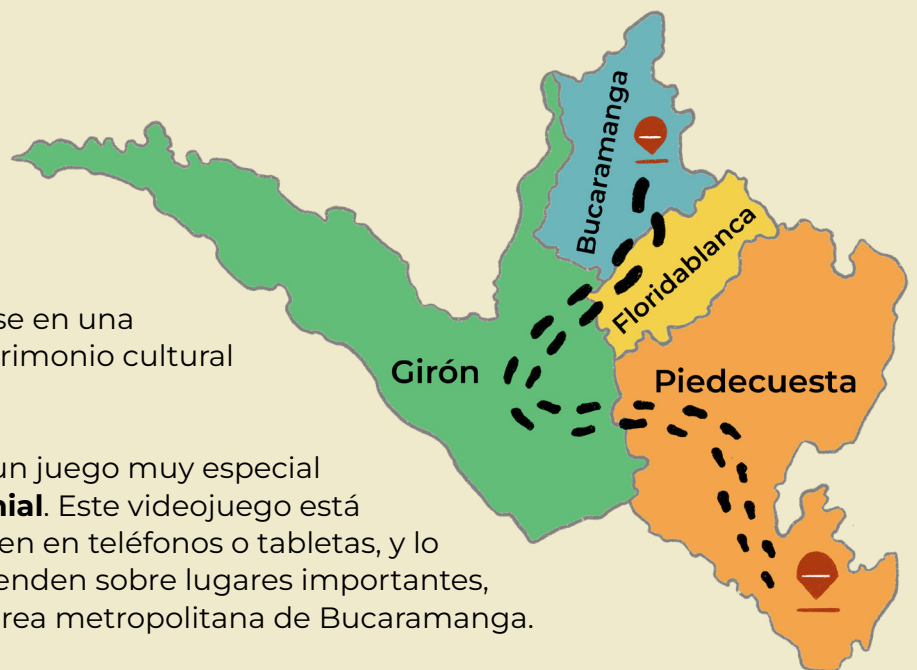 Bucaramanga
Floridablanca
Girón
Piedecuesta
se en una
rimonio cultural
un juego muy especial
nial. Este videojuego está
en en teléfonos o tabletas, y lo
enden sobre lugares importantes,
rea metropolitana de Bucaramanga.